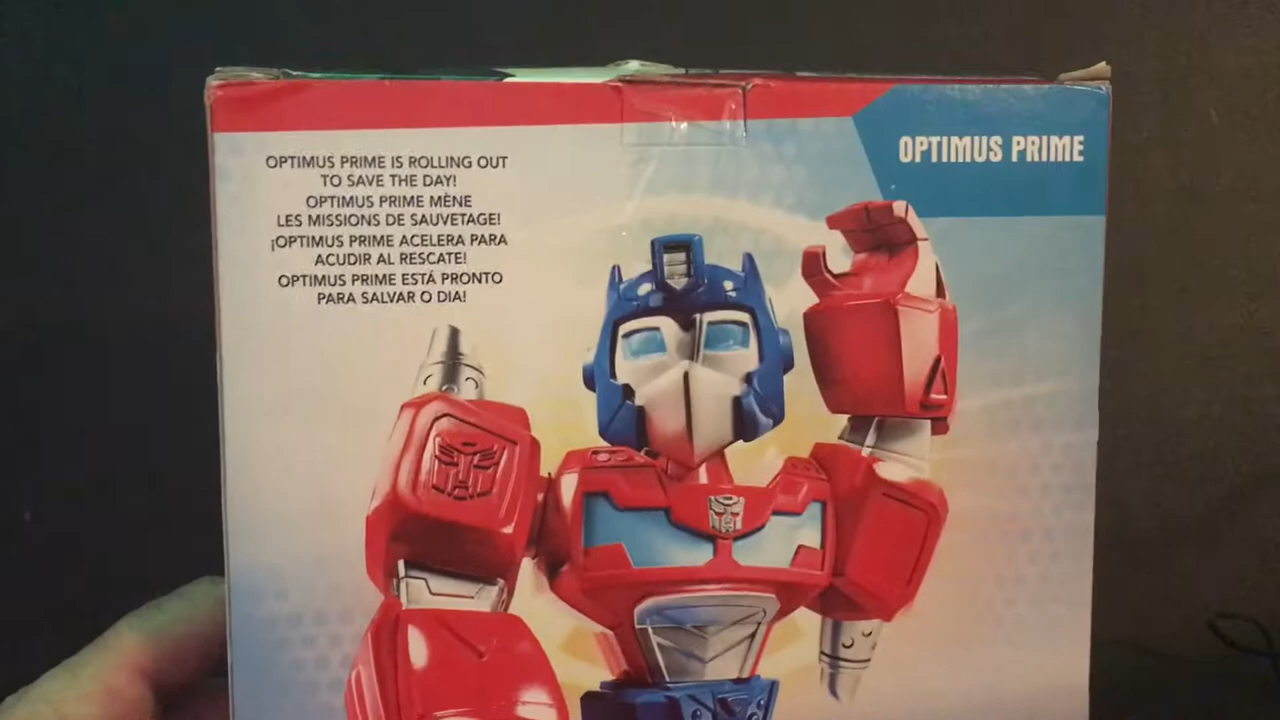 OPTIMUS PRIME IS ROLLING OUT
TO SAVE THE DAY!
OPTIMUS PRIME MÈNE
LES MISSIONS DE SAUVETAGE!
¡OPTIMUS PRIME ACELERA PARA
ACUDIR AL RESCATE!
OPTIMUS PRIME ESTÁ PRONTO
PARA SALVAR O DIA!
OPTIMUS PRIME